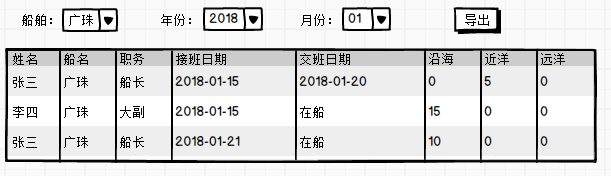 船舶： 广珠 年份： 2018 月份： 01 导出
姓名 船名 职务 接班日期 交班日期 沿海 近洋 远洋
张三 广珠 船长 2018-01-15 2018-01-20 0 5 0
李四 广珠 大副 2018-01-15 在船 15 0 0
张三 广珠 船长 2018-01-21 在船 10 0 0